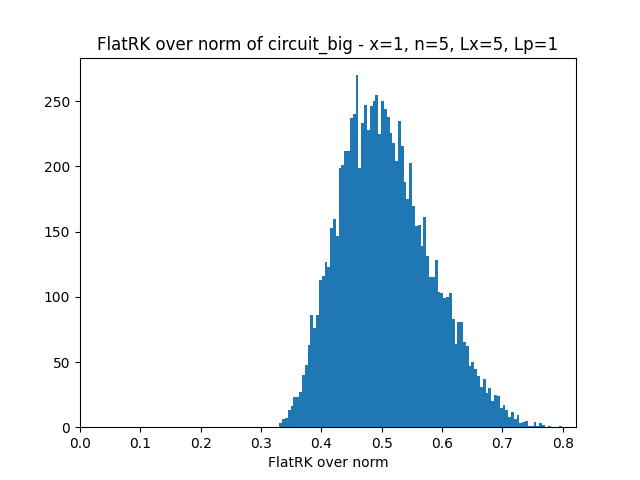 FlatRK over norm of circuit_big - x=1, n=5, Lx=5, Lp=1
250
200
150
100
50
0
0.0 0.1 0.2 0.3 0.4 0.5 0.6 0.7 0.8
FlatRK over norm